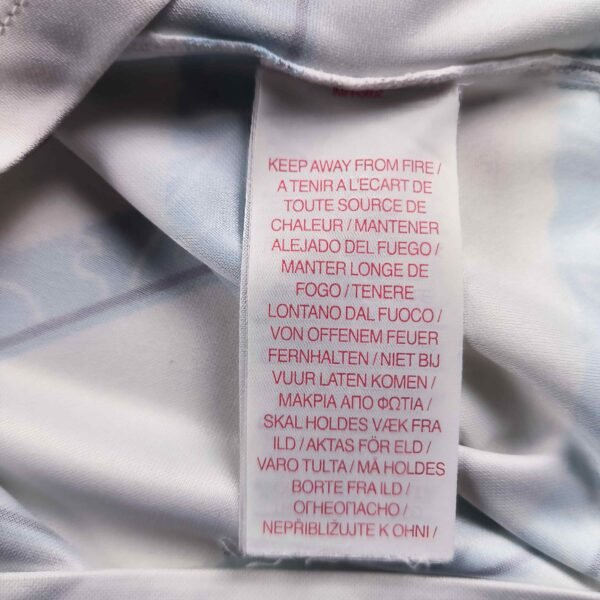 KEEP AWAY FROM FIRE /
A TENIR A L'ECART DE
TOUTE SOURCE DE
CHALEUR / MANTENER
ALEJADO DEL FUEGO /
MANTER LONGE DE
FOGO / TENERE
LONTANO DAL FUOCO /
VON OFFENEM FEUER
FERNHALTEN / NIET BIJ
VUUR LATEN KOMEN /
ΜΑΚΡΙΑ ΑΠΟ ΦΩΤΙΑ /
SKAL HOLDES VÆK FRA
ILD / AKTAS FÖR ELD /
VARO TULTA / MÅ HOLDES
BORTE FRA ILD /
ОГНЕОПАСНО /
NEPŘIBLIŽUJTE K OHNI /